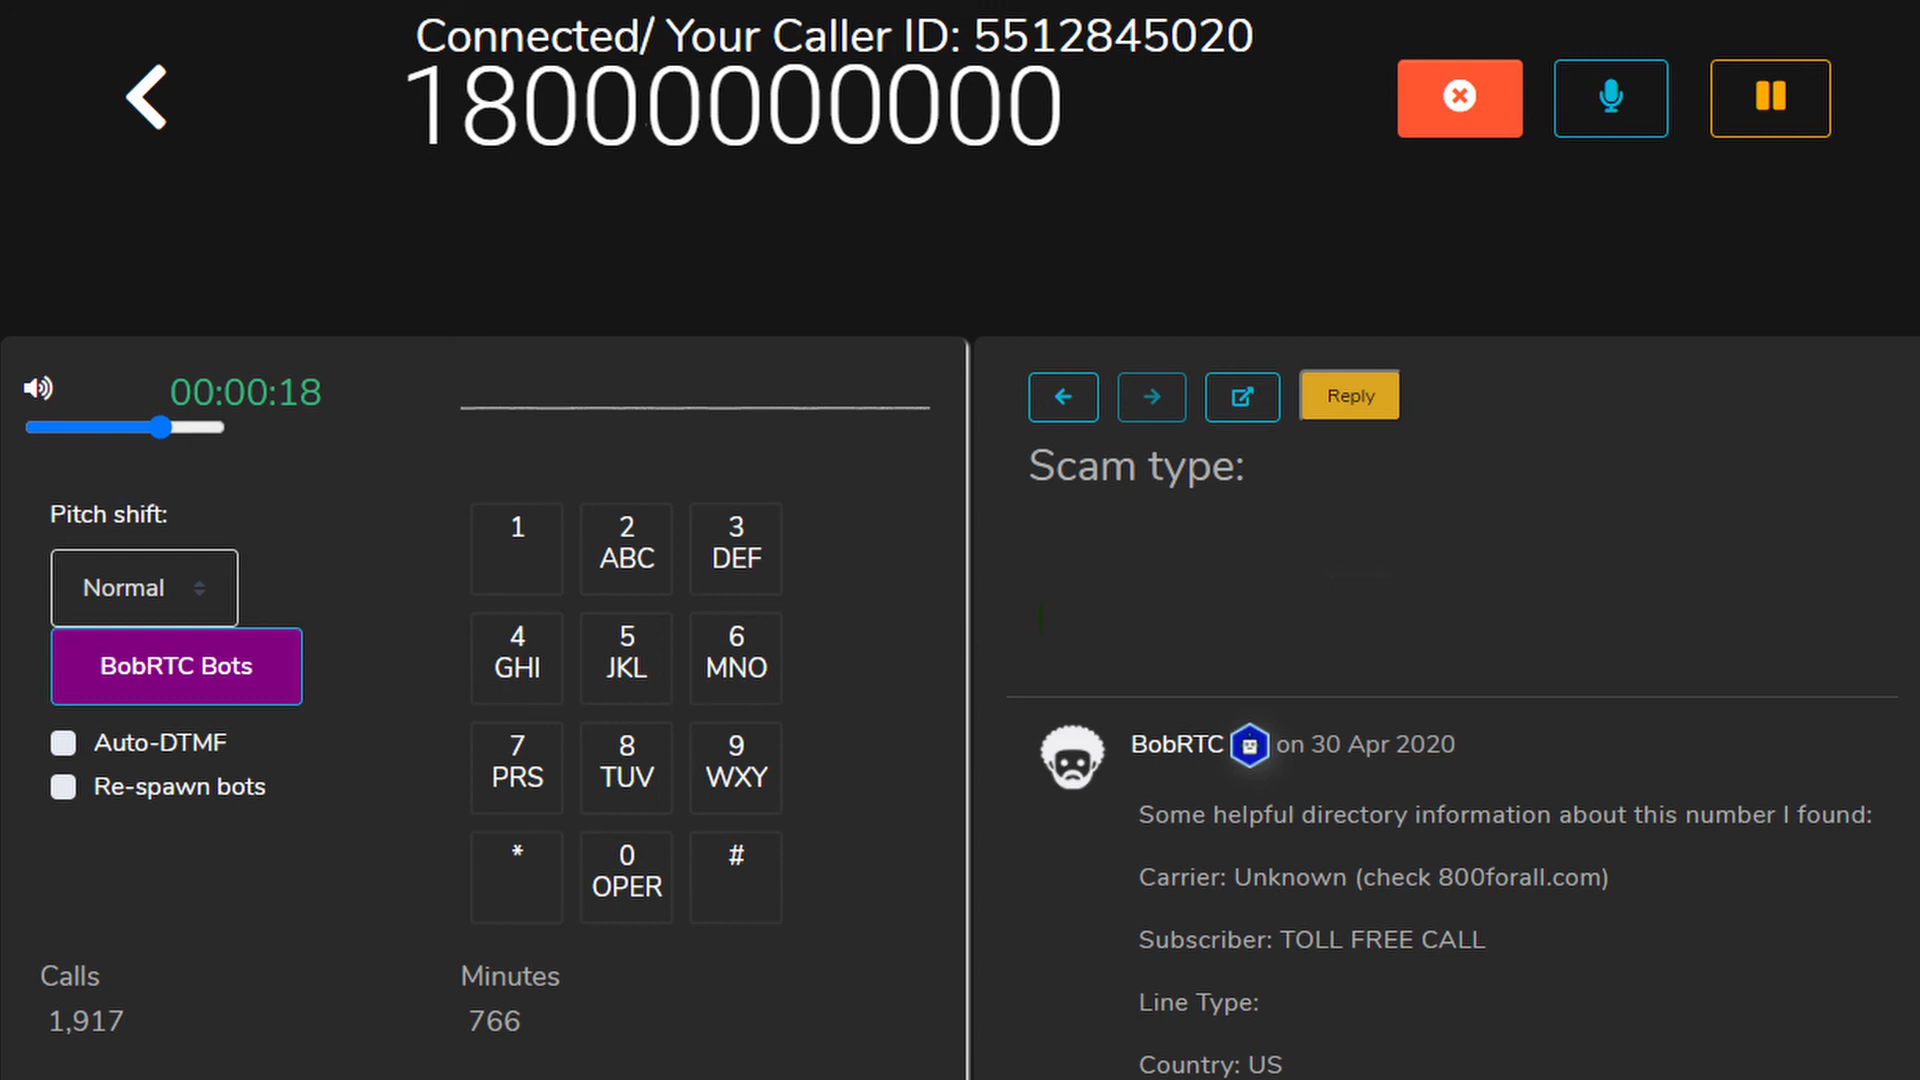 Connected/ Your Caller ID: 5512845020
18000000000
00:00:18
Pitch shift:
Normal
BobRTC Bots
Auto-DTMF
Re-spawn bots
1
2
ABC
3
DEF
4
GHI
5
JKL
6
MNO
7
PRS
8
TUV
9
WXY
*
0
OPER
#
Calls
1,917
Minutes
766
Reply
Scam type:
BobRTC on 30 Apr 2020
Some helpful directory information about this number I found:
Carrier: Unknown (check 800forall.com)
Subscriber: TOLL FREE CALL
Line Type:
Country: US